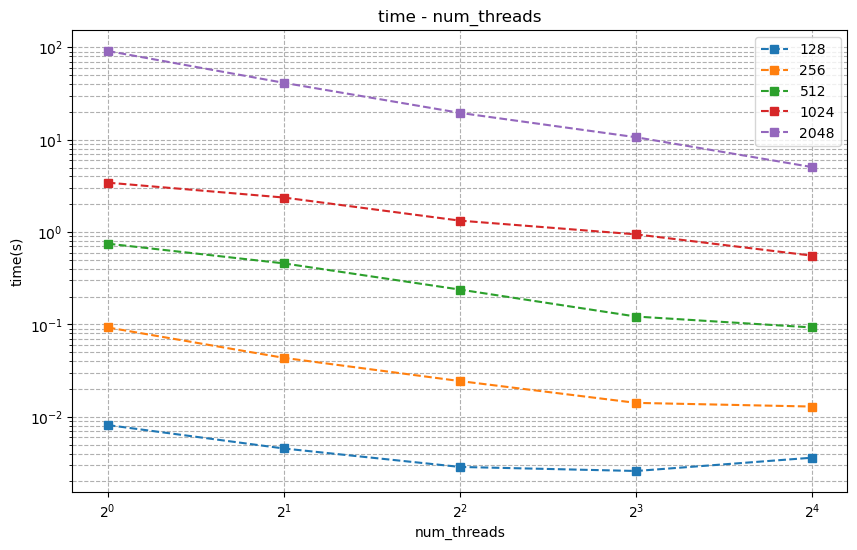 time - num_threads
time(s)
10²
10¹
10⁰
10⁻¹
10⁻²
128
256
512
1024
2048
2⁰ 2¹ 2² 2³ 2⁴
num_threads